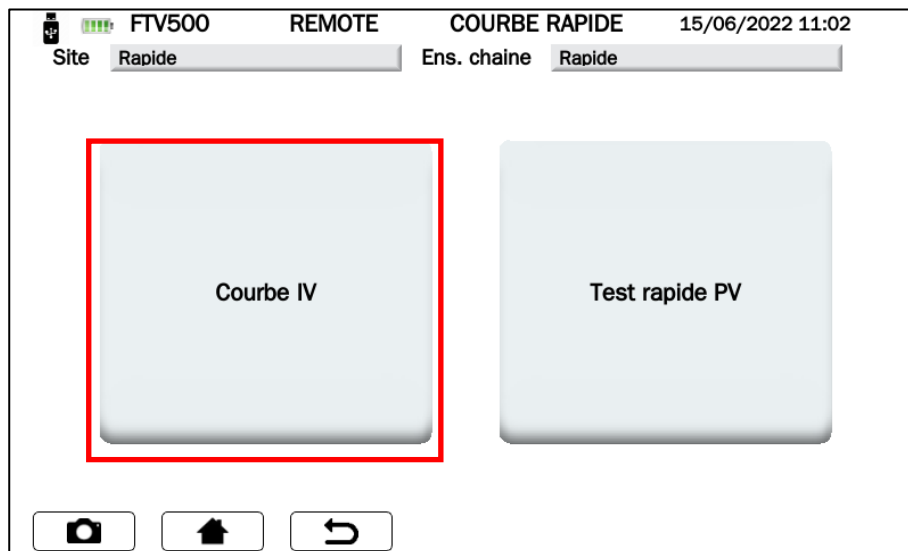 FTV500 REMOTE COURBE RAPIDE 15/06/2022 11:02
Site Rapide Ens. chaine Rapide
Courbe IV Test rapide PV